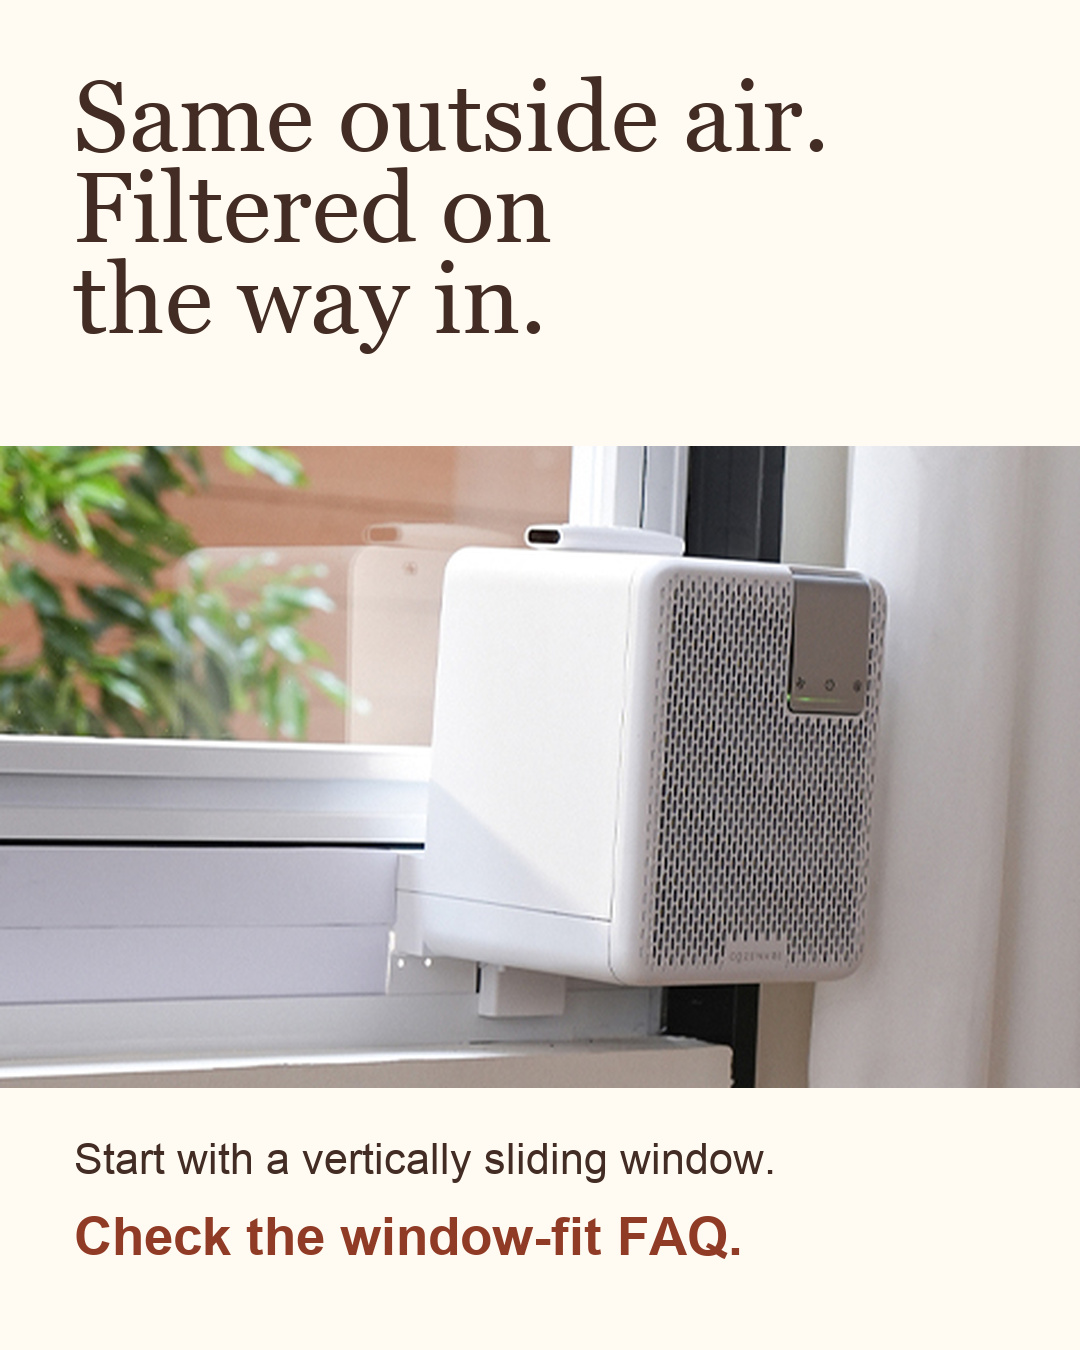 Same outside air.
Filtered on
the way in.
Start with a vertically sliding window.
Check the window-fit FAQ.